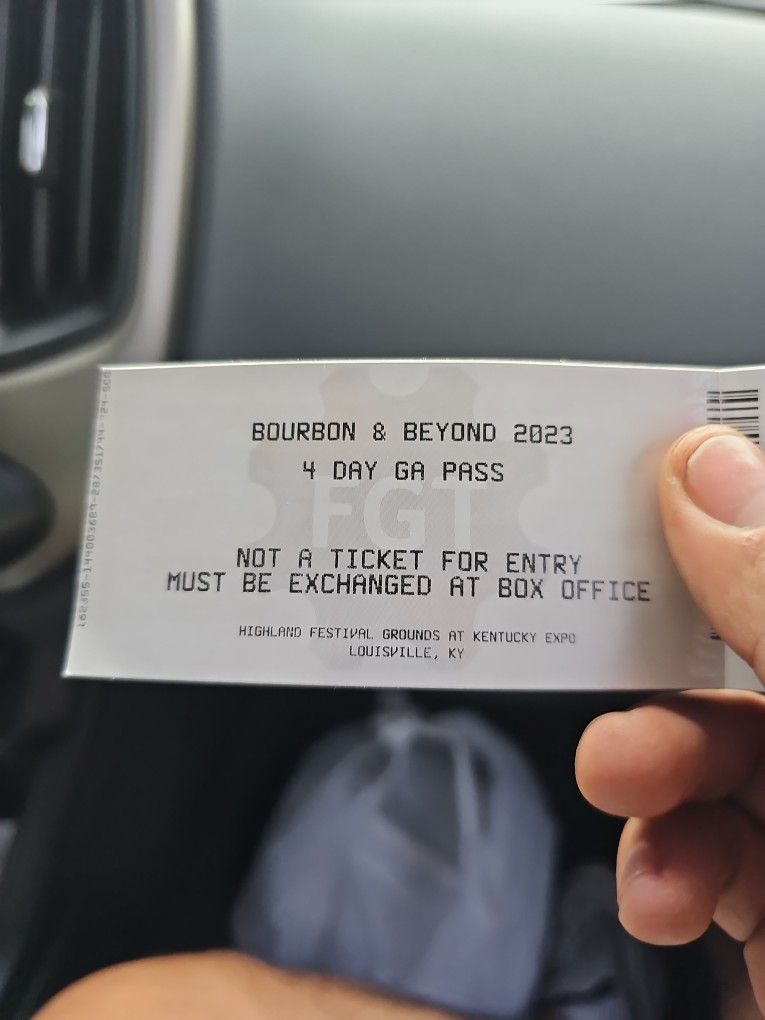 BOURBON & BEYOND 2023
4 DAY GA PASS
FGT
NOT A TICKET FOR ENTRY
MUST BE EXCHANGED AT BOX OFFICE
HIGHLAND FESTIVAL GROUNDS AT KENTUCKY EXPO
LOUISVILLE, KY